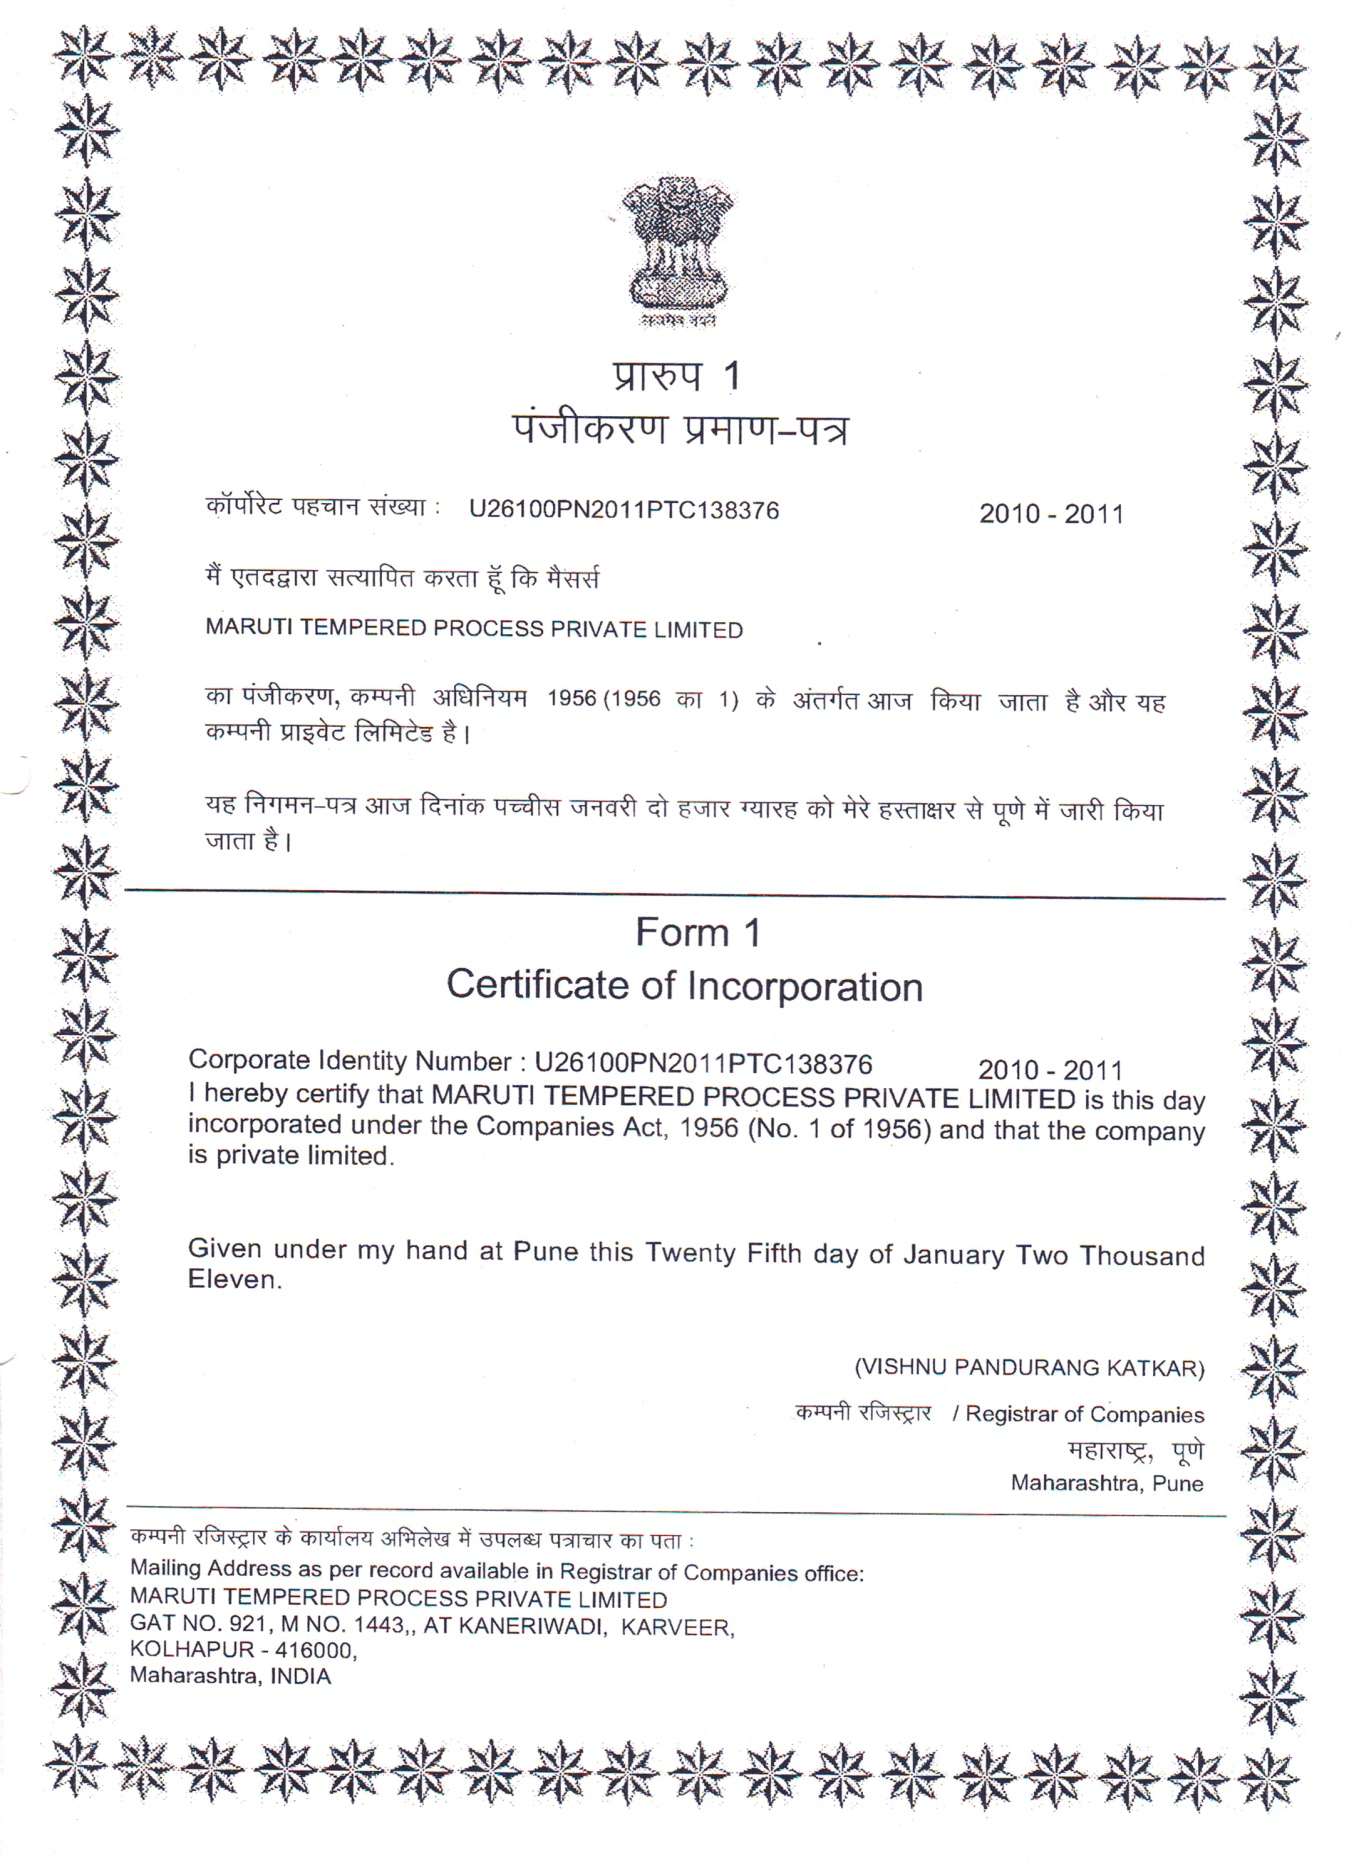 प्रारुप 1
पंजीकरण प्रमाण–पत्र
कॉर्पोरेट पहचान संख्या : U26100PN2011PTC138376 2010 - 2011
मैं एतदद्वारा सत्यापित करता हूॅ कि मैसर्स
MARUTI TEMPERED PROCESS PRIVATE LIMITED
का पंजीकरण, कम्पनी अधिनियम 1956 (1956 का 1) के अंतर्गत आज किया जाता है और यह
कम्पनी प्राइवेट लिमिटेड है।
यह निगमन–पत्र आज दिनांक पच्चीस जनवरी दो हजार ग्यारह को मेरे हस्ताक्षर से पूणे में जारी किया
जाता है।
Form 1
Certificate of Incorporation
Corporate Identity Number : U26100PN2011PTC138376 2010 - 2011
I hereby certify that MARUTI TEMPERED PROCESS PRIVATE LIMITED is this day
incorporated under the Companies Act, 1956 (No. 1 of 1956) and that the company
is private limited.
Given under my hand at Pune this Twenty Fifth day of January Two Thousand
Eleven.
(VISHNU PANDURANG KATKAR)
कम्पनी रजिस्ट्रार / Registrar of Companies
महाराष्ट्र, पूणे
Maharashtra, Pune
कम्पनी रजिस्ट्रार के कार्यालय अभिलेख में उपलब्ध पत्राचार का पता :
Mailing Address as per record available in Registrar of Companies office:
MARUTI TEMPERED PROCESS PRIVATE LIMITED
GAT NO. 921, M NO. 1443,, AT KANERIWADI, KARVEER,
KOLHAPUR - 416000,
Maharashtra, INDIA